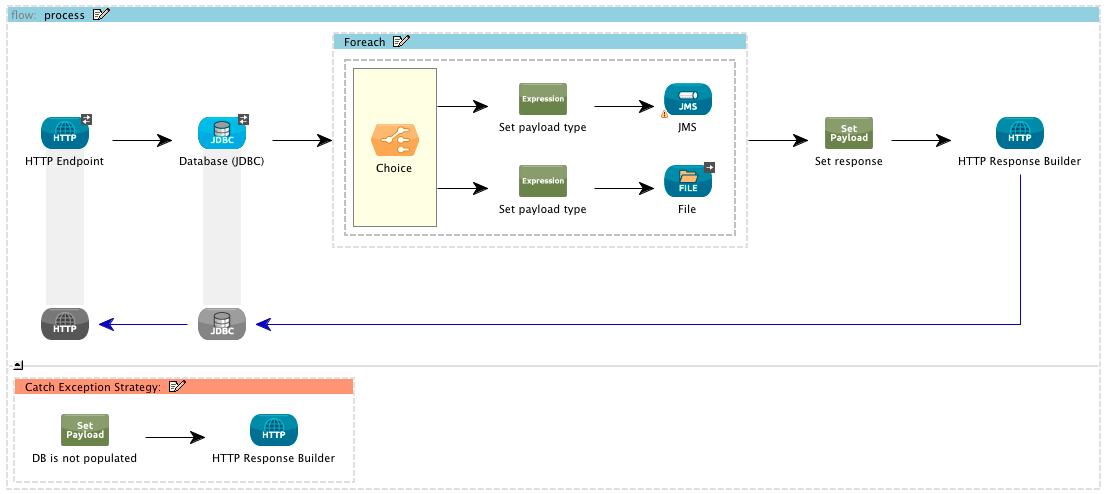 flow: process
Foreach
HTTP
HTTP Endpoint
JDBC
Database (JDBC)
Choice
Expression
Set payload type
JMS
JMS
Expression
Set payload type
FILE
File
Set
Payload
Set response
HTTP
HTTP Response Builder
HTTP
JDBC
Catch Exception Strategy:
Set
Payload
DB is not populated
HTTP
HTTP Response Builder